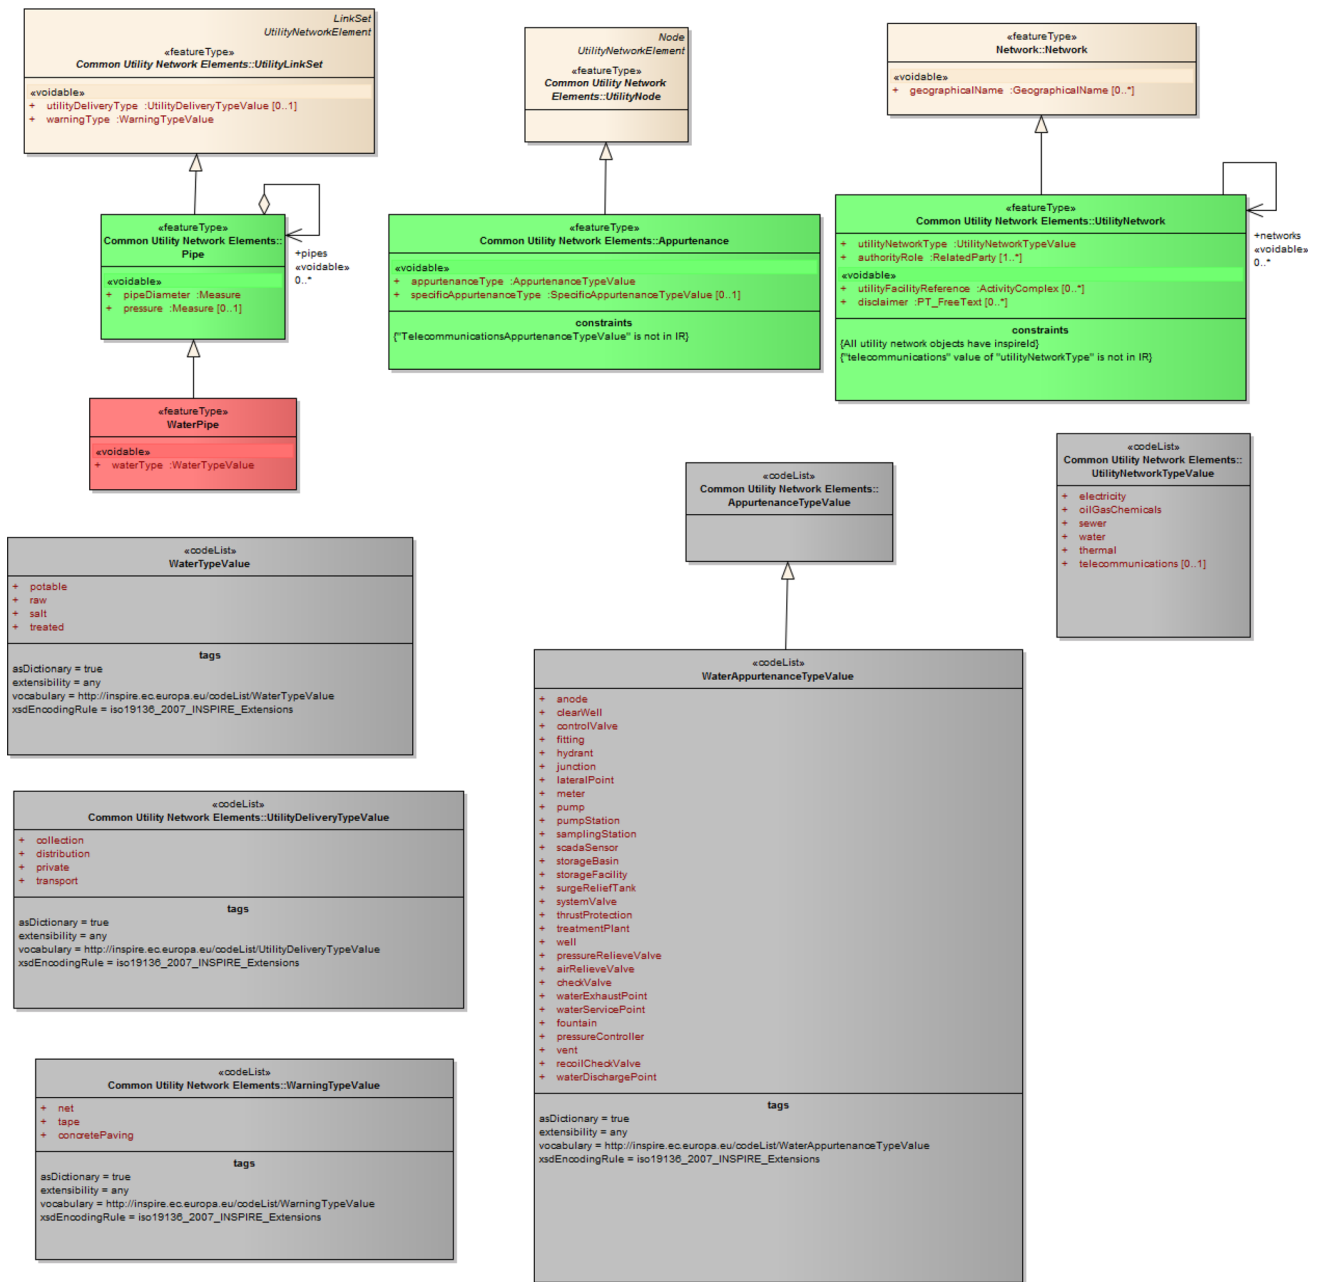 LinkSet
UtilityNetworkElement
«featureType»
Common Utility Network Elements::UtilityLinkSet
«voidable»
+ utilityDeliveryType :UtilityDeliveryTypeValue [0..1]
+ warningType :WarningTypeValue
Node
UtilityNetworkElement
«featureType»
Common Utility Network
Elements::UtilityNode
«featureType»
Network::Network
«voidable»
+ geographicalName :GeographicalName [0..*]
«featureType»
Common Utility Network Elements::
Pipe
«voidable»
+ pipeDiameter :Measure
+ pressure :Measure [0..1]
+pipes
«voidable»
0..*
«featureType»
Common Utility Network Elements::Appurtenance
«voidable»
+ appurtenanceType :AppurtenanceTypeValue
+ specificAppurtenanceType :SpecificAppurtenanceTypeValue [0..1]
constraints
{"TelecommunicationsAppurtenanceTypeValue" is not in IR}
«featureType»
Common Utility Network Elements::UtilityNetwork
+ utilityNetworkType :UtilityNetworkTypeValue
+ authorityRole :RelatedParty [1..*]
«voidable»
+ utilityFacilityReference :ActivityComplex [0..*]
+ disclaimer :PT_FreeText [0..*]
constraints
{All utility network objects have inspireId}
{"telecommunications" value of "utilityNetworkType" is not in IR}
+networks
«voidable»
0..*
«featureType»
WaterPipe
«voidable»
+ waterType :WaterTypeValue
«codeList»
Common Utility Network Elements::
AppurtenanceTypeValue
«codeList»
Common Utility Network Elements::
UtilityNetworkTypeValue
+ electricity
+ oilGasChemicals
+ sewer
+ water
+ thermal
+ telecommunications [0..1]
«codeList»
WaterTypeValue
+ potable
+ raw
+ salt
+ treated
tags
asDictionary = true
extensibility = any
vocabulary = http://inspire.ec.europa.eu/codeList/WaterTypeValue
xsdEncodingRule = iso19136_2007_INSPIRE_Extensions
«codeList»
WaterAppurtenanceTypeValue
+ anode
+ clearWell
+ controlValve
+ fitting
+ hydrant
+ junction
+ lateralPoint
+ meter
+ pump
+ pumpStation
+ samplingStation
+ scadaSensor
+ storageBasin
+ storageFacility
+ surgeReliefTank
+ systemValve
+ thrustProtection
+ treatmentPlant
+ well
+ pressureRelieveValve
+ airRelieveValve
+ checkValve
+ waterExhaustPoint
+ waterServicePoint
+ fountain
+ pressureController
+ vent
+ recoilCheckValve
+ waterDischargePoint
tags
asDictionary = true
extensibility = any
vocabulary = http://inspire.ec.europa.eu/codeList/WaterAppurtenanceTypeValue
xsdEncodingRule = iso19136_2007_INSPIRE_Extensions
«codeList»
Common Utility Network Elements::UtilityDeliveryTypeValue
+ collection
+ distribution
+ private
+ transport
tags
asDictionary = true
extensibility = any
vocabulary = http://inspire.ec.europa.eu/codeList/UtilityDeliveryTypeValue
xsdEncodingRule = iso19136_2007_INSPIRE_Extensions
«codeList»
Common Utility Network Elements::WarningTypeValue
+ net
+ tape
+ concretePaving
tags
asDictionary = true
extensibility = any
vocabulary = http://inspire.ec.europa.eu/codeList/WarningTypeValue
xsdEncodingRule = iso19136_2007_INSPIRE_Extensions